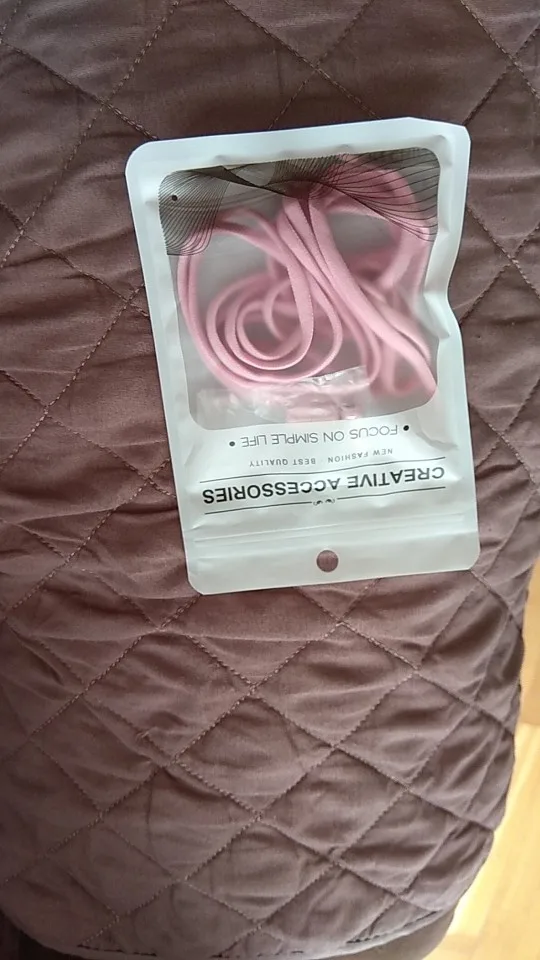 CREATIVE ACCESSORIES
NEW FASHION BEST QUALITY
• FOCUS ON SIMPLE LIFE •